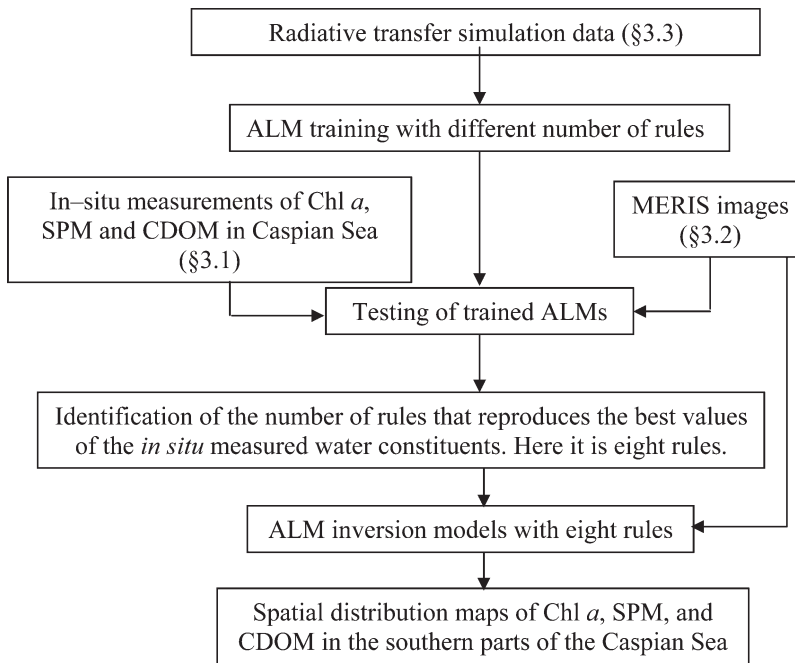 Radiative transfer simulation data (§3.3)
ALM training with different number of rules
In–situ measurements of Chl a,
SPM and CDOM in Caspian Sea
(§3.1)
MERIS images
(§3.2)
Testing of trained ALMs
Identification of the number of rules that reproduces the best values
of the in situ measured water constituents. Here it is eight rules.
ALM inversion models with eight rules
Spatial distribution maps of Chl a, SPM, and
CDOM in the southern parts of the Caspian Sea